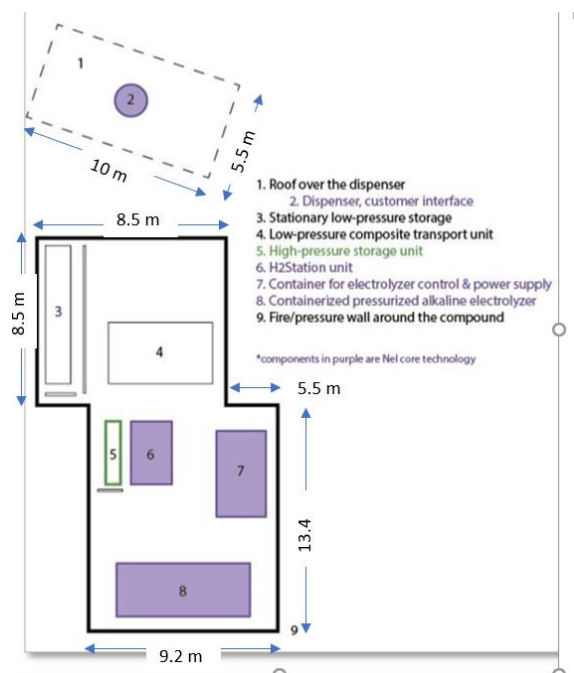 1
2
10 m
5.5 m
1. Roof over the dispenser
2. Dispenser, customer interface
3. Stationary low-pressure storage
4. Low-pressure composite transport unit
5. High-pressure storage unit
6. H2Station unit
7. Container for electrolyzer control & power supply
8. Containerized pressurized alkaline electrolyzer
9. Fire/pressure wall around the compound
*components in purple are Nel core technology
8.5 m
8.5 m
3
4
5.5 m
5
6
7
13.4
8
9
9.2 m